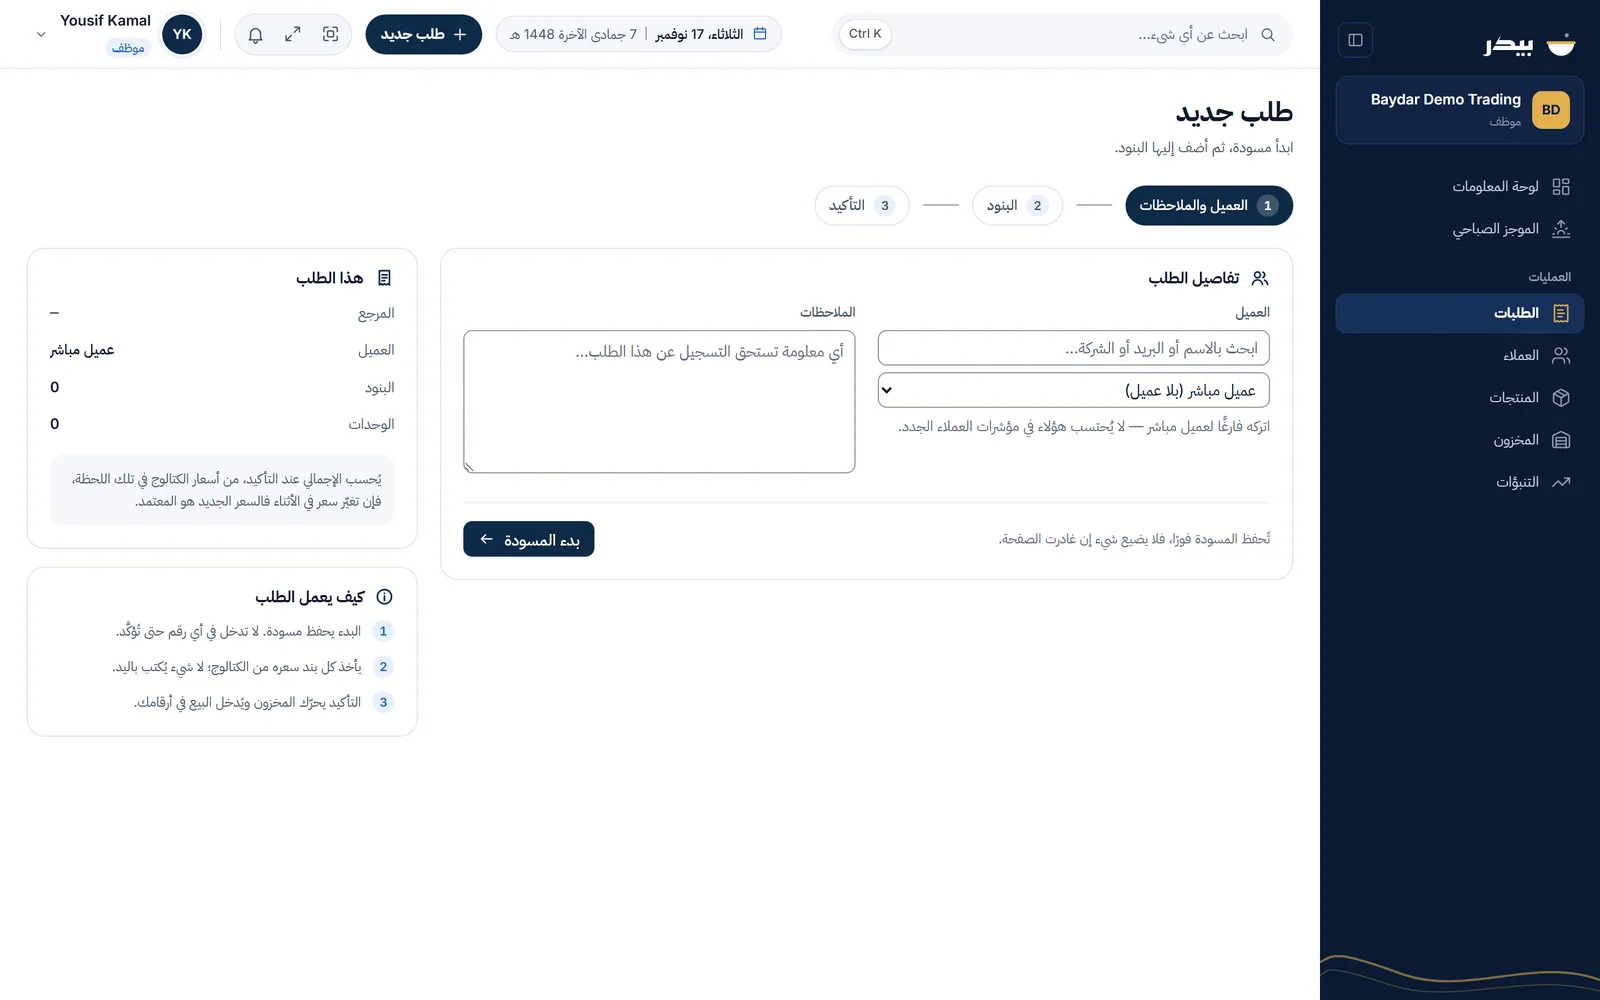 بيدر
BD
Baydar Demo Trading
موظف
لوحة المعلومات
الموجز الصباحي
العمليات
الطلبات
العملاء
المنتجات
المخزون
التنبؤات
ابحث عن أي شيء...
Ctrl K
الثلاثاء، 17 نوفمبر | 7 جمادى الآخرة 1448 هـ
+ طلب جديد
YK
Yousif Kamal
موظف
طلب جديد
ابدأ مسودة، ثم أضف إليها البنود.
1 العميل والملاحظات
2 البنود
3 التأكيد
تفاصيل الطلب
العميل
ابحث بالاسم أو البريد أو الشركة...
عميل مباشر (بلا عميل)
اتركه فارغًا لعميل مباشر — لا يُحتسب هؤلاء في مؤشرات العملاء الجدد.
الملاحظات
أي معلومة تستحق التسجيل عن هذا الطلب...
تُحفظ المسودة فورًا، فلا يضيع شيء إن غادرت الصفحة.
بدء المسودة ←
هذا الطلب
المرجع –
العميل عميل مباشر
البنود 0
الوحدات 0
يُحسب الإجمالي عند التأكيد، من أسعار الكتالوج في تلك اللحظة،
فإن تغيّر سعر في الأثناء فالسعر الجديد هو المعتمد.
كيف يعمل الطلب
1 البدء يحفظ مسودة. لا تدخل في أي رقم حتى تُؤكَّد.
2 يأخذ كل بند سعره من الكتالوج؛ لا شيء يُكتب باليد.
3 التأكيد يحرّك المخزون ويُدخل البيع في أرقامك.